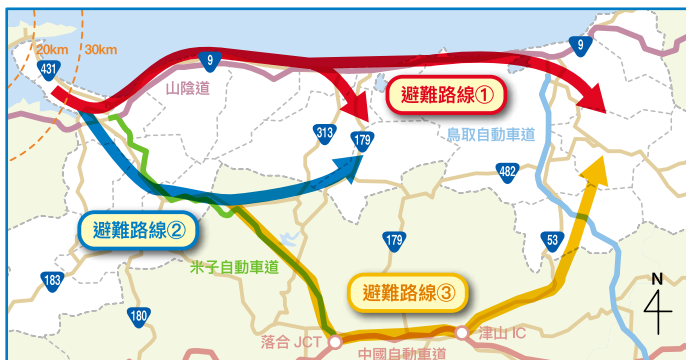 20km
30km
431
9
9
山陰道
避難路線①
鳥取自動車道
313
179
482
避難路線②
米子自動車道
179
53
183
180
避難路線③
落合 JCT
津山 IC
中國自動車道
N